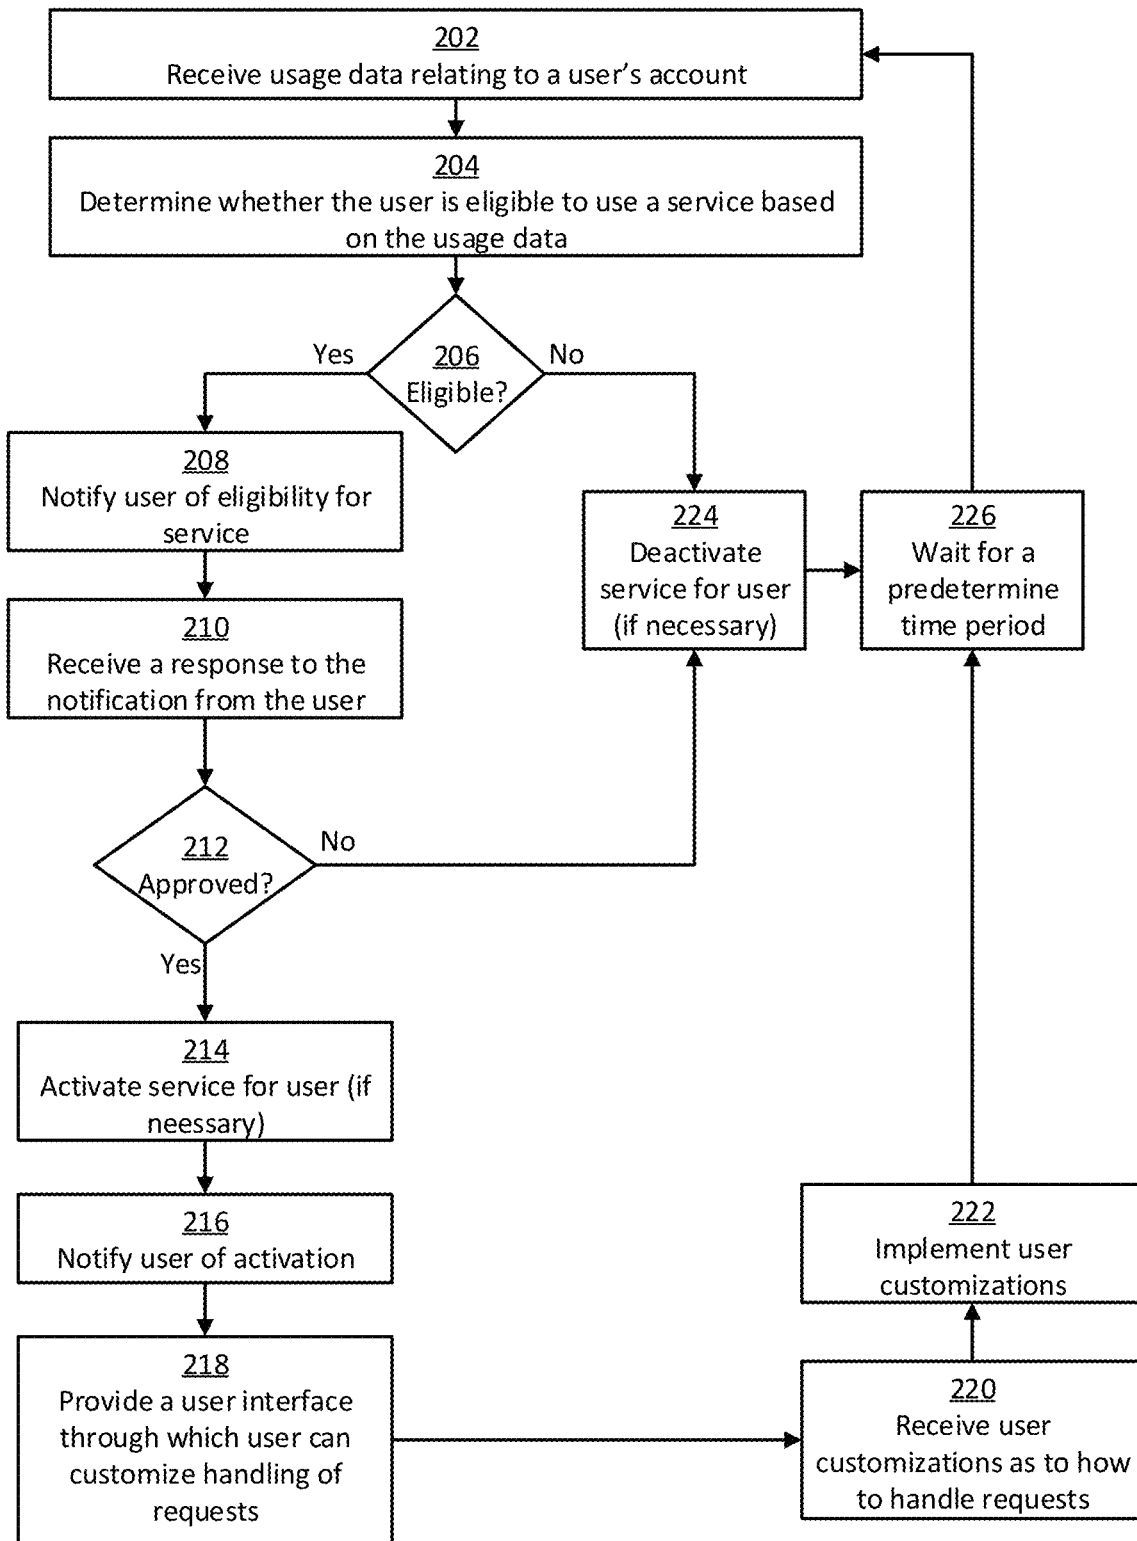 202
Receive usage data relating to a user's account
204
Determine whether the user is eligible to use a service based
on the usage data
Yes
206
Eligible?
No
208
Notify user of eligibility for
service
224
Deactivate
service for user
(if necessary)
226
Wait for a
predetermine
time period
210
Receive a response to the
notification from the user
212
Approved?
No
Yes
214
Activate service for user (if
neessary)
216
Notify user of activation
222
Implement user
customizations
218
Provide a user interface
through which user can
customize handling of
requests
220
Receive user
customizations as to how
to handle requests